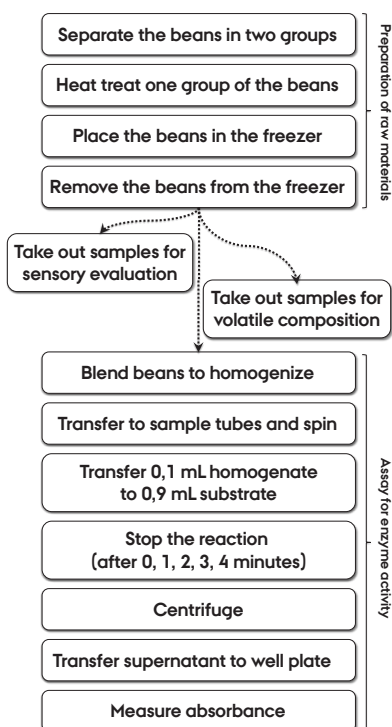 Separate the beans in two groups
Heat treat one group of the beans
Place the beans in the freezer
Remove the beans from the freezer
Preparation of raw materials
Take out samples for
sensory evaluation
Take out samples for
volatile composition
Blend beans to homogenize
Transfer to sample tubes and spin
Transfer 0,1 mL homogenate
to 0,9 mL substrate
Stop the reaction
(after 0, 1, 2, 3, 4 minutes)
Centrifuge
Transfer supernatant to well plate
Measure absorbance
Assay for enzyme activity